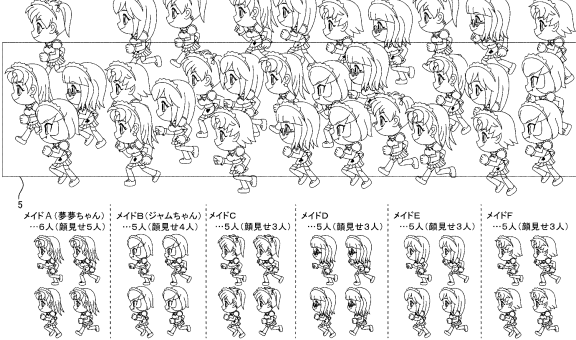 5
メイドA(夢夢ちゃん)
…6人(顔見せ5人)
メイドB(ジャムちゃん)
…5人(顔見せ4人)
メイドC
…5人(顔見せ3人)
メイドD
…5人(顔見せ3人)
メイドE
…5人(顔見せ3人)
メイドF
…5人(顔見せ3人)